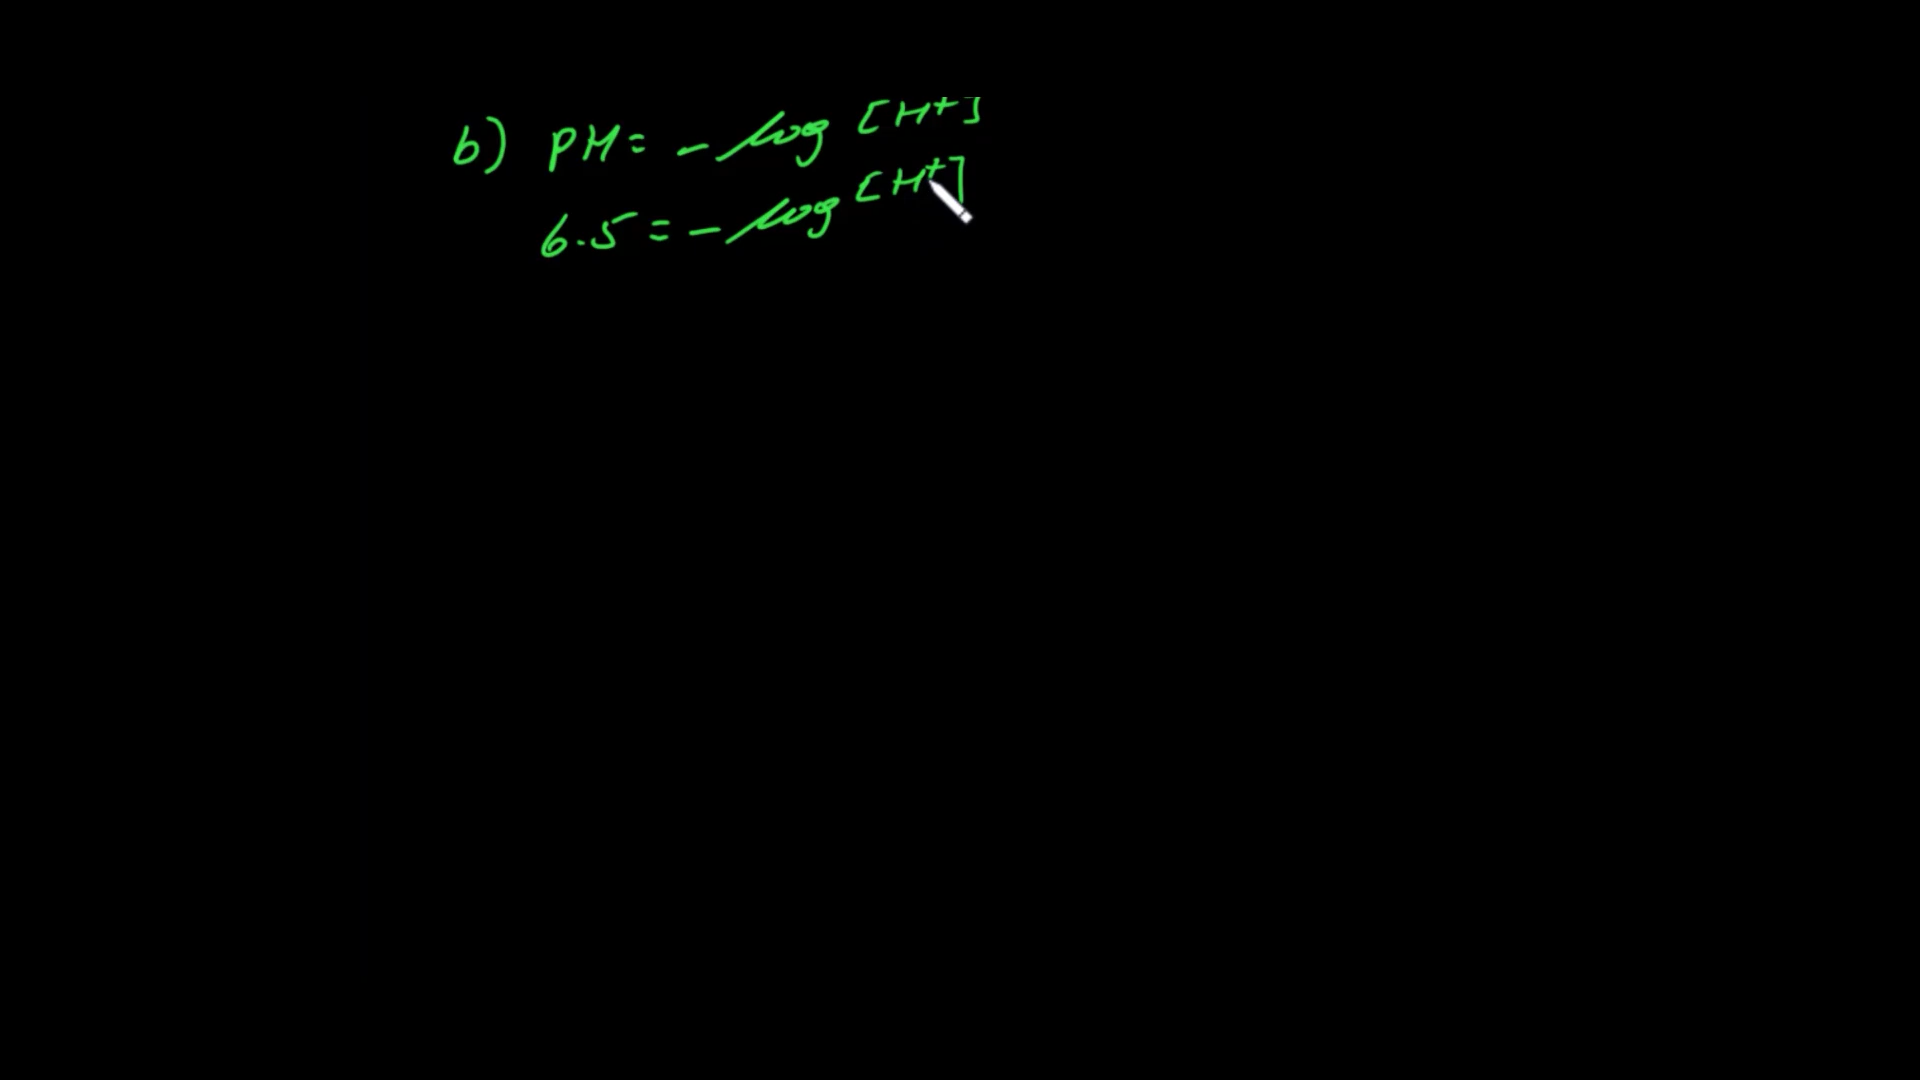 b) pH = - log [H+]
6.5 = - log [H+]